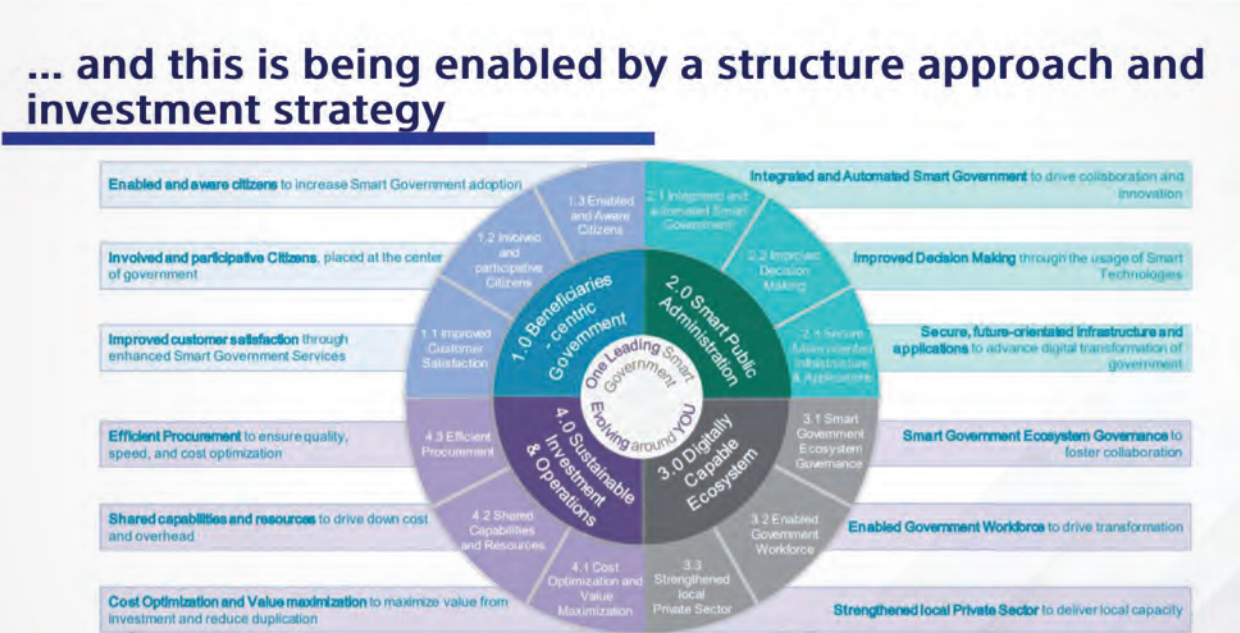 ... and this is being enabled by a structure approach and
investment strategy
Enabled and aware citizens to increase Smart Government adoption
Involved and participative Citizens, placed at the center
of government
Improved customer satisfaction through
enhanced Smart Government Services
Efficient Procurement to ensure quality,
speed, and cost optimization
Shared capabilities and resources to drive down cost
and overhead
Cost Optimization and Value maximization to maximize value from
investment and reduce duplication
1.3 Enabled
and Aware
Citizens
1.2 Involved
and
participative
Citizens
1.1 Improved
Customer
Satisfaction
4.3 Efficient
Procurement
4.2 Shared
Capabilities
and Resources
4.1 Cost
Optimization and
Value
Maximization
1.0 Beneficiaries
centric
Government
2.0 Smart Public
Administration
One Leading Smart
Government
Evolving around YOU
4.0 Sustainable
Investment
& Operations
3.0 Digitally
Capable
Ecosystem
2.1 Integrated and
automated Smart
Government
2.2 Improved
Decision
Making
Secure
Infrastructure
& Applications
3.1 Smart
Government
Ecosystem
Governance
3.2 Enabled
Government
Workforce
3.3
Strengthened
local
Private Sector
Integrated and Automated Smart Government to drive collaboration and
innovation
Improved Decision Making through the usage of Smart
Technologies
Secure, future-orientated infrastructure and
applications to advance digital transformation of
government
Smart Government Ecosystem Governance to
foster collaboration
Enabled Government Workforce to drive transformation
Strengthened local Private Sector to deliver local capacity